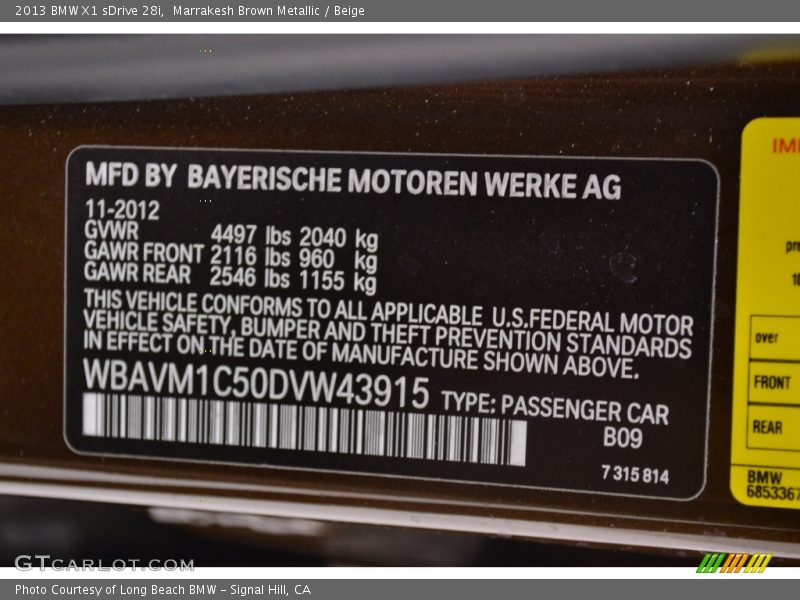 2013 BMW X1 sDrive 28i,  Marrakesh Brown Metallic / Beige
MFD BY BAYERISCHE MOTOREN WERKE AG
11-2012
GVWR 4497 lbs 2040 kg
GAWR FRONT 2116 lbs 960 kg
GAWR REAR 2546 lbs 1155 kg
THIS VEHICLE CONFORMS TO ALL APPLICABLE U.S.FEDERAL MOTOR
VEHICLE SAFETY, BUMPER AND THEFT PREVENTION STANDARDS
IN EFFECT ON THE DATE OF MANUFACTURE SHOWN ABOVE.
WBAVM1C50DVW43915 TYPE: PASSENGER CAR
B09
7 315 814
over
FRONT
REAR
BMW
GTCARLOT.COM
Photo Courtesy of Long Beach BMW - Signal Hill, CA